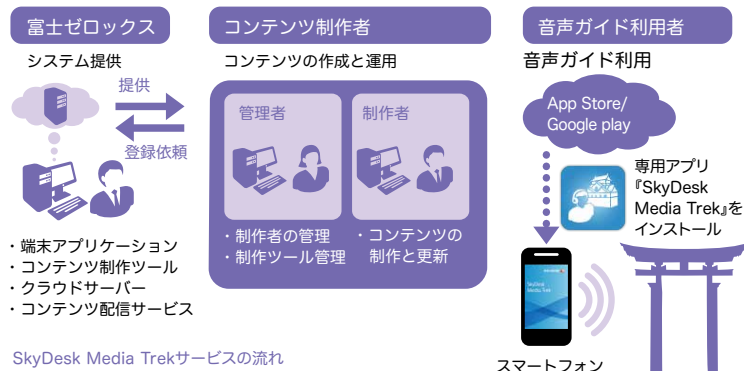 富士ゼロックス
システム提供
提供
登録依頼
・端末アプリケーション
・コンテンツ制作ツール
・クラウドサーバー
・コンテンツ配信サービス
コンテンツ制作者
コンテンツの作成と運用
管理者
・制作者の管理
・制作ツール管理
制作者
・コンテンツの
制作と更新
音声ガイド利用者
音声ガイド利用
App Store/
Google play
専用アプリ
『SkyDesk
Media Trek』を
インストール
SkyDesk
Media Trek
スマートフォン
SkyDesk Media Trekサービスの流れ